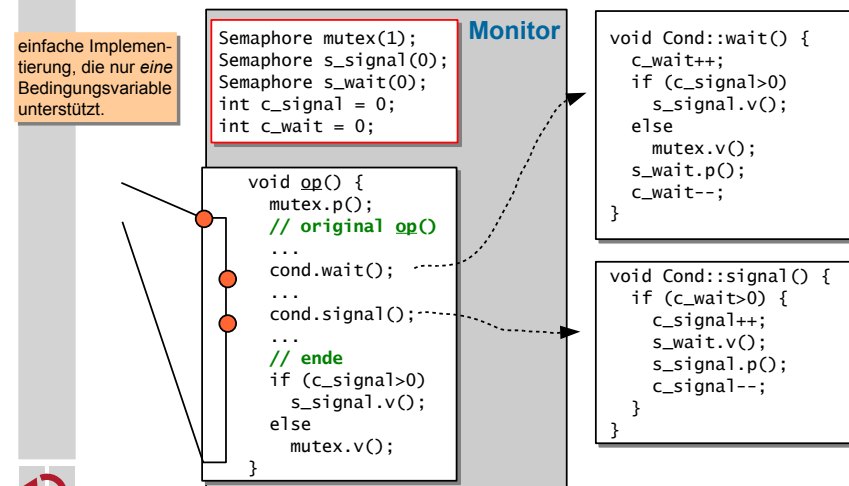 einfache Implemen-
tierung, die nur eine
Bedingungsvariable
unterstützt.
Monitor
Semaphore mutex(1);
Semaphore s_signal(0);
Semaphore s_wait(0);
int c_signal = 0;
int c_wait = 0;
void op() {
mutex.p();
// original op()
...
cond.wait();
...
cond.signal();
...
// ende
if (c_signal>0)
s_signal.v();
else
mutex.v();
}
void Cond::wait() {
c_wait++;
if (c_signal>0)
s_signal.v();
else
mutex.v();
s_wait.p();
c_wait--;
}
void Cond::signal() {
if (c_wait>0) {
c_signal++;
s_wait.v();
s_signal.p();
c_signal--;
}
}